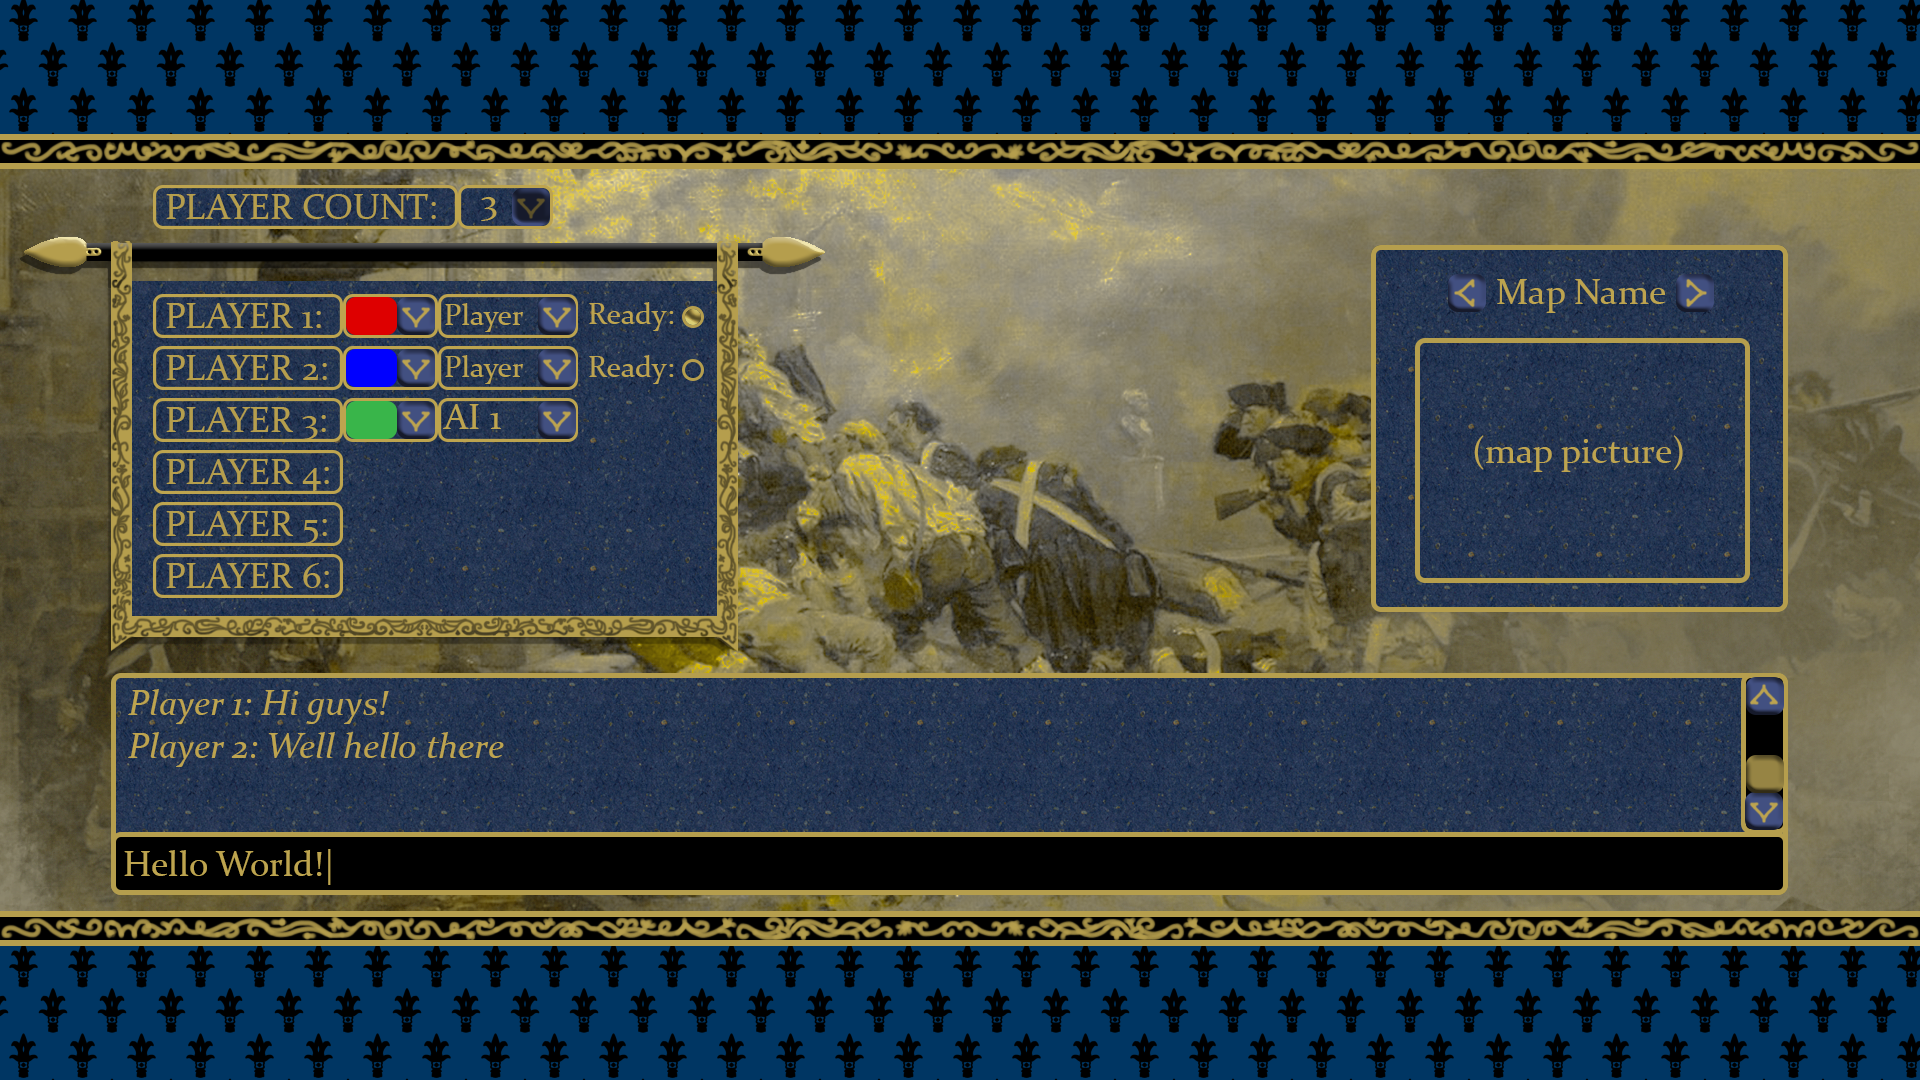 PLAYER COUNT: 3
PLAYER 1: Player Ready:
PLAYER 2: Player Ready:
PLAYER 3: AI 1
PLAYER 4:
PLAYER 5:
PLAYER 6:
Map Name
(map picture)
Player 1: Hi guys!
Player 2: Well hello there
Hello World!